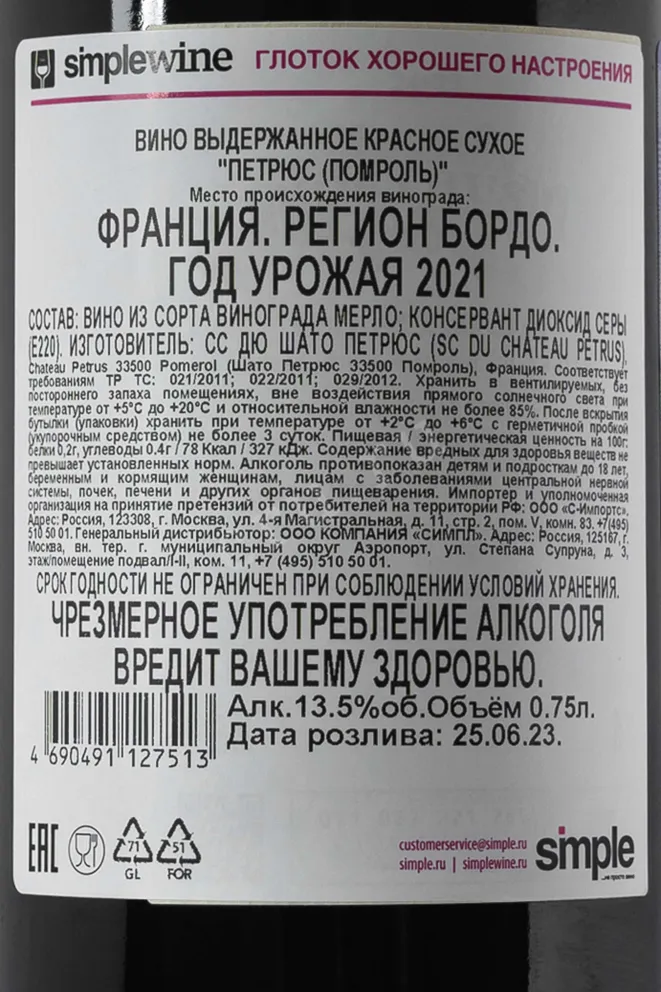 simplewine ГЛОТОК ХОРОШЕГО НАСТРОЕНИЯ
ВИНО ВЫДЕРЖАННОЕ КРАСНОЕ СУХОЕ
"ПЕТРЮС (ПОМРОЛЬ)"
Место происхождения винограда:
ФРАНЦИЯ. РЕГИОН БОРДО.
ГОД УРОЖАЯ 2021
СОСТАВ: ВИНО ИЗ СОРТА ВИНОГРАДА МЕРЛО; КОНСЕРВАНТ ДИОКСИД СЕРЫ
(E220). ИЗГОТОВИТЕЛЬ: СС ДЮ ШАТО ПЕТРЮС (SC DU CHATEAU PETRUS),
Chateau Petrus 33500 Pomerol (Шато Петрюс 33500 Помроль), Франция. Соответствует
требованиям ТР ТС: 021/2011; 022/2011; 029/2012. Хранить в вентилируемых, без
постороннего запаха помещениях, вне воздействия прямого солнечного света при
температуре от +5°С до +20°С и относительной влажности не более 85%. После вскрытия
бутылки (упаковки) хранить при температуре от +2°С до +6°С с герметичной пробкой
(укупорочным средством) не более 3 суток. Пищевая / энергетическая ценность на 100г:
белки 0,2г, углеводы 0.4г / 78 Ккал / 327 кДж. Содержание вредных для здоровья веществ не
превышает установленных норм. Алкоголь противопоказан детям и подросткам до 18 лет,
беременным и кормящим женщинам, лицам с заболеваниями центральной нервной
системы, почек, печени и других органов пищеварения. Импортер и уполномоченная
организация на принятие претензий от потребителей на территории РФ: ООО «С-Импортс».
Адрес: Россия, 123308, г. Москва, ул. 4-я Магистральная, д. 11, стр. 2, пом. V, комн. 83. +7(495)
510 50 01. Генеральный дистрибьютор: ООО КОМПАНИЯ «СИМПЛ». Адрес: Россия, 125167, г.
Москва, вн. тер. г. муниципальный округ Аэропорт, ул. Степана Супруна, д. 3,
этаж/помещение подвал/I-II, ком. 11, +7 (495) 510 50 01.
СРОК ГОДНОСТИ НЕ ОГРАНИЧЕН ПРИ СОБЛЮДЕНИИ УСЛОВИЙ ХРАНЕНИЯ.
ЧРЕЗМЕРНОЕ УПОТРЕБЛЕНИЕ АЛКОГОЛЯ
ВРЕДИТ ВАШЕМУ ЗДОРОВЬЮ.
Алк.13.5%об.Объём 0.75л.
Дата розлива: 25.06.23.
4 690491 127513
EAC
71
GL
51
FOR
customerservice@simple.ru
simple.ru | simplewine.ru
simple
...не просто вино